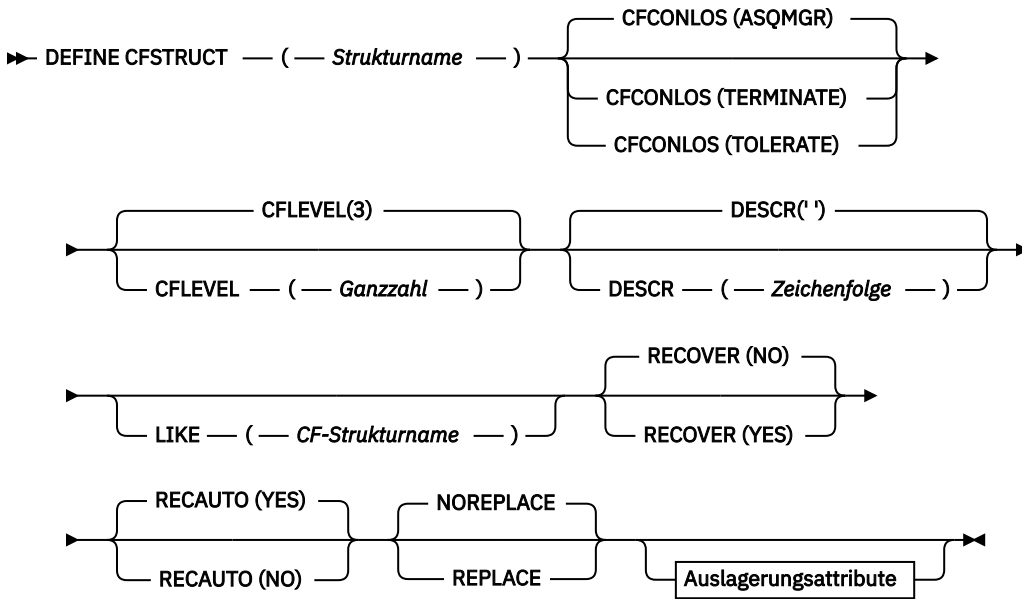 CFCONLOS (ASQMGR)
DEFINE CFSTRUCT ( Strukturname )
CFCONLOS (TERMINATE)
CFCONLOS (TOLERATE)
CFLEVEL(3) DESCR(' ')
CFLEVEL ( Ganzzahl ) DESCR ( Zeichenfolge )
RECOVER (NO)
LIKE ( CF-Strukturname ) RECOVER (YES)
RECAUTO (YES) NOREPLACE
RECAUTO (NO) REPLACE Auslagerungsattribute